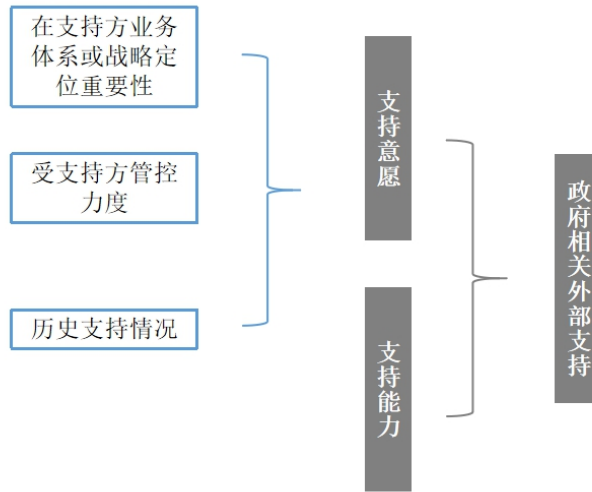 在支持方业务
体系或战略定
位重要性
受支持方管控
力度
历史支持情况
支持意愿
支持能力
政府相关外部支持